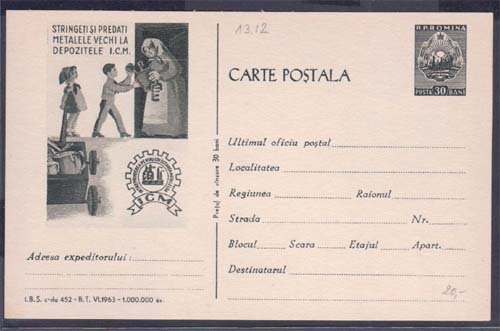 13.12
STRINGEȚI ȘI PREDAȚI
METALELE VECHI LA
DEPOZITELE I.C.M.
I.C.M.
Adresa expeditorului :
I.B.S. c-da 452 - B.T. VI.1963 - 1.000.000 ex.
Prețul de vînzare 30 bani
CARTE POȘTALA
R.P.ROMINA
POSTA 30 BANI
Ultimul oficiu poștal
Localitatea
Regiunea Raionul
Strada Nr.
Blocul Scara Etajul Apart.
Destinatarul
20,-